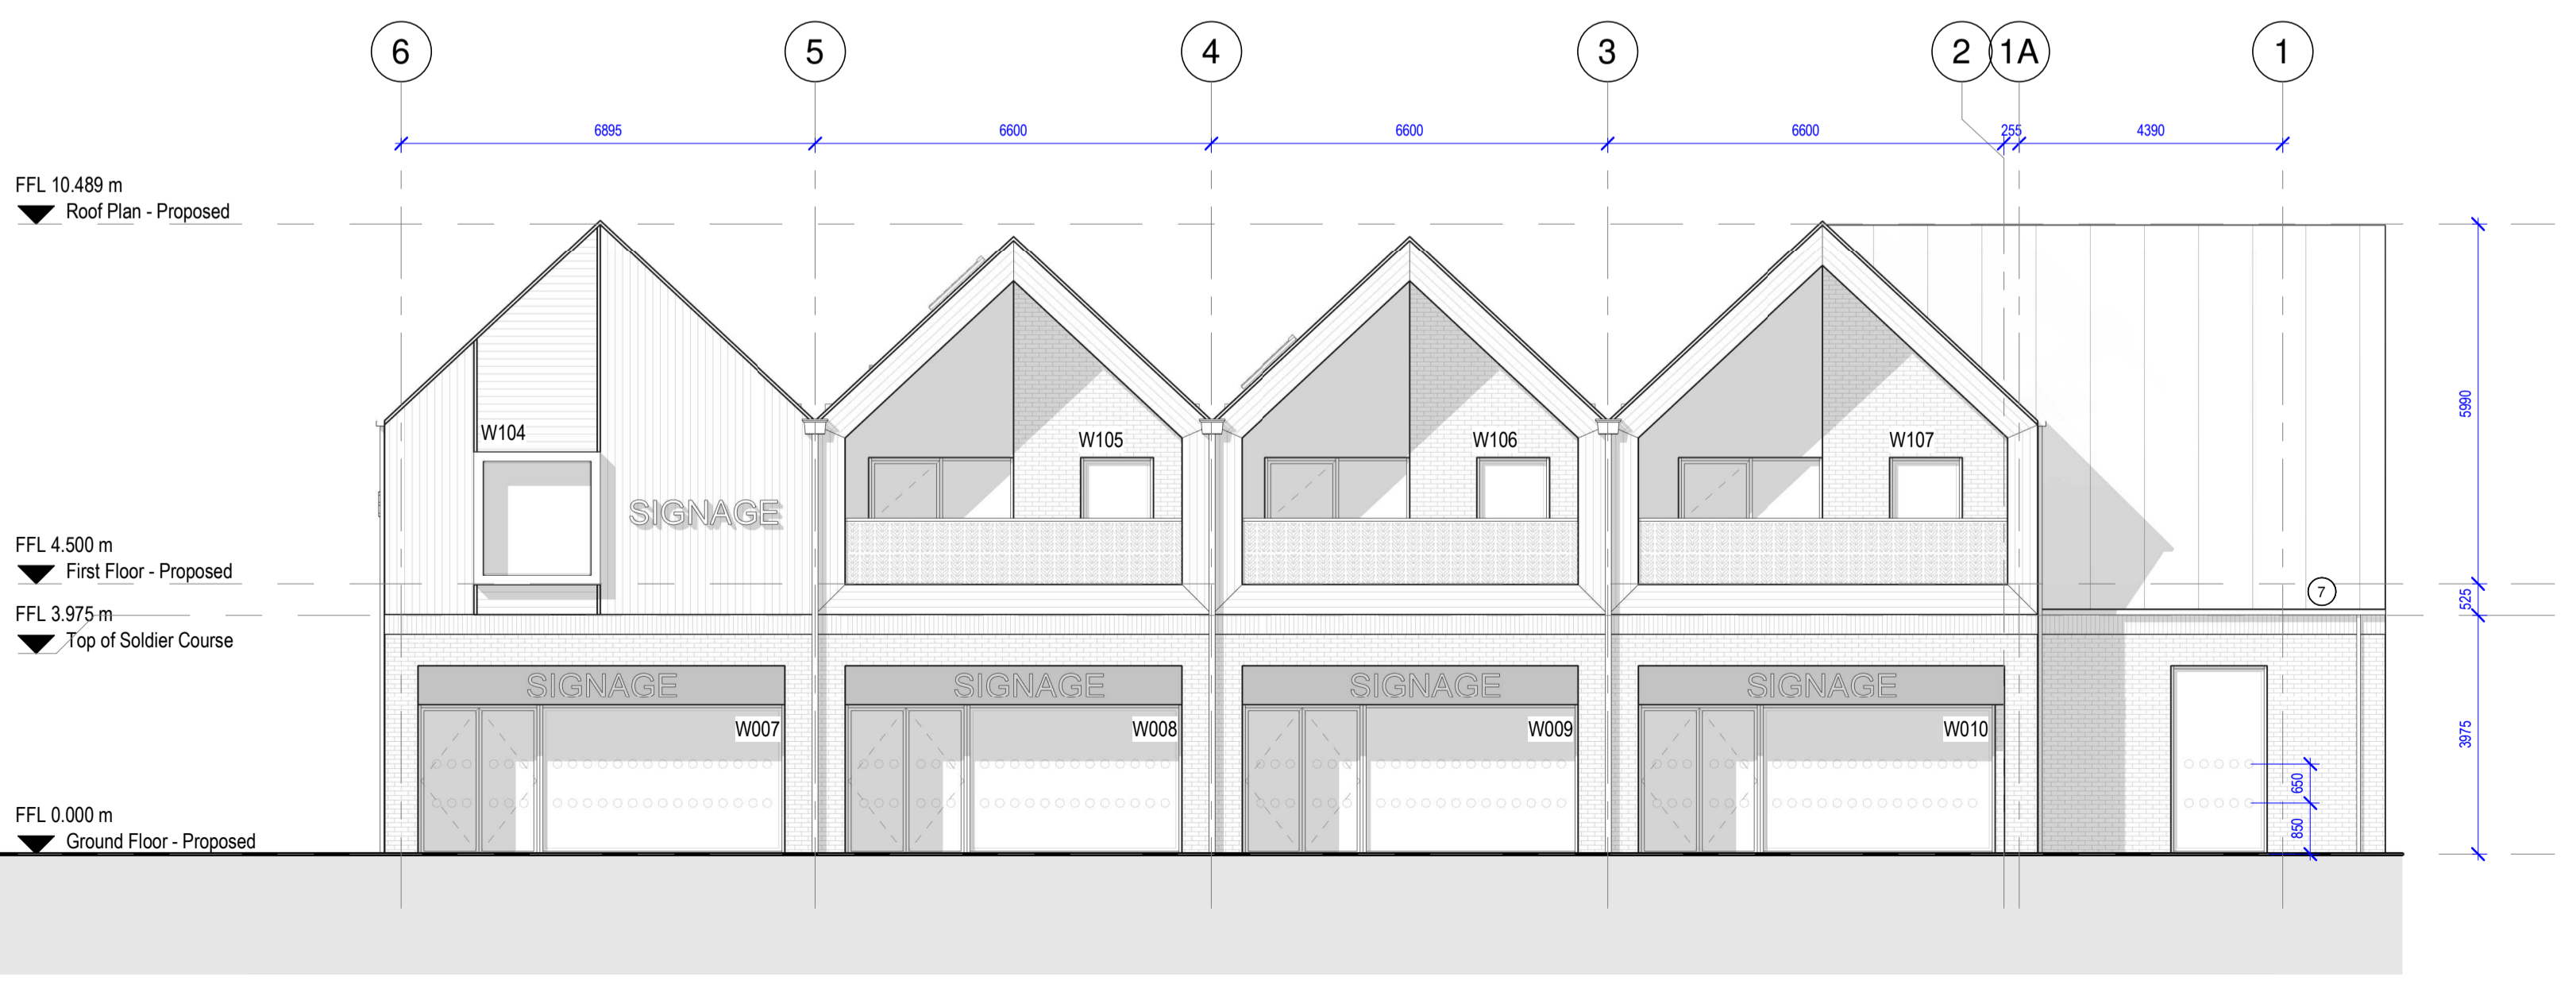 6 5 4 3 2 1A 1
6895 6600 6600 6600 255 4390
FFL 10.489 m
Roof Plan - Proposed
5990
W104 W105 W106 W107
SIGNAGE
FFL 4.500 m
First Floor - Proposed
7
525
FFL 3.975 m
Top of Soldier Course
SIGNAGE SIGNAGE SIGNAGE SIGNAGE
W007 W008 W009 W010
3975
650
850
FFL 0.000 m
Ground Floor - Proposed